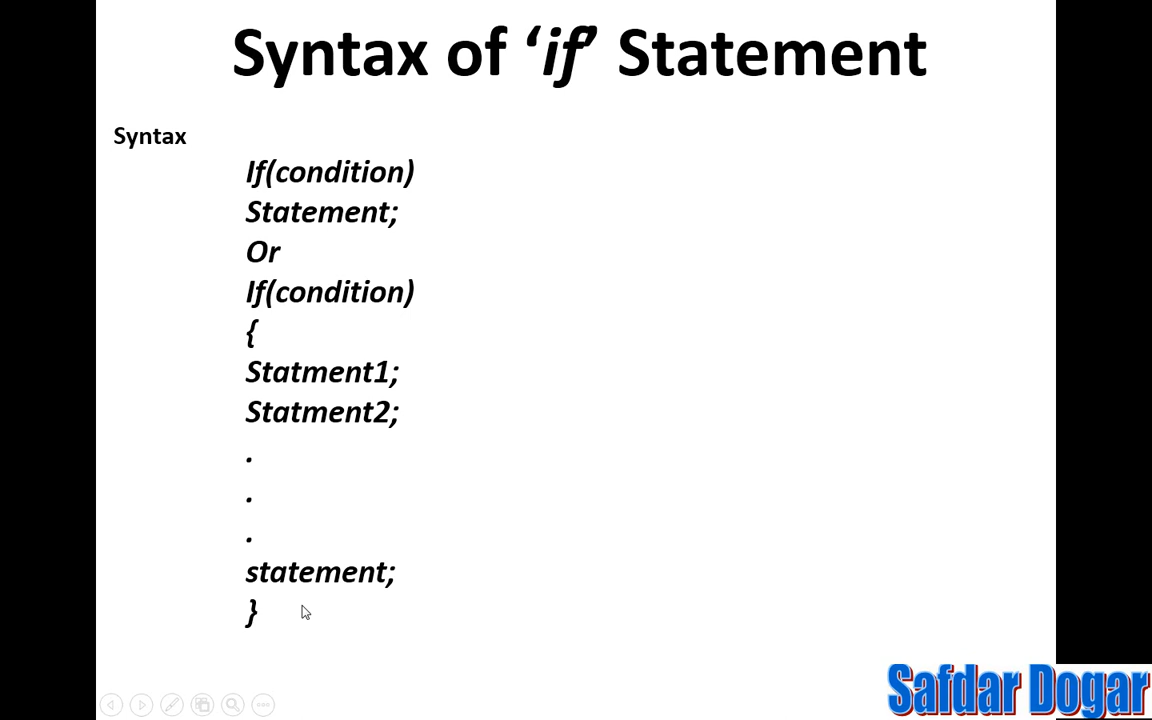 Syntax of ‘if’ Statement
Syntax
If(condition)
Statement;
Or
If(condition)
{
Statment1;
Statment2;
.
.
.
statement;
}
Safdar Dogar